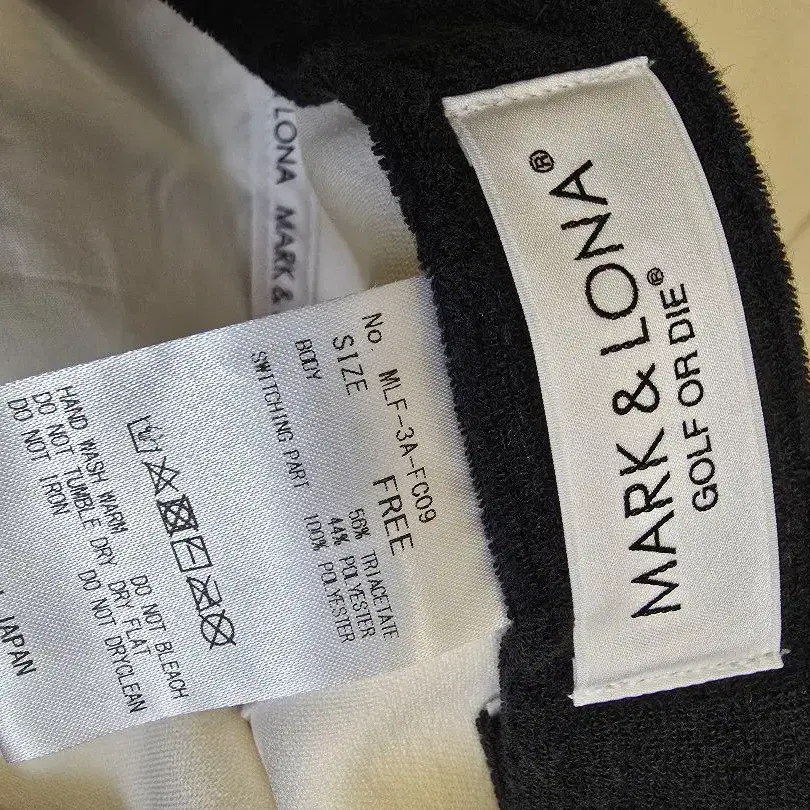 MARK & LONA®
GOLF OR DIE®
LONA MARK &
No. MLF-3A-FC09
SIZE FREE
BODY 56% TRIACETATE
44% POLYESTER
SWITCHING PART 100% POLYESTER
HAND WASH WARM DO NOT BLEACH
DO NOT TUMBLE DRY DRY FLAT
DO NOT IRON DO NOT DRYCLEAN
JAPAN